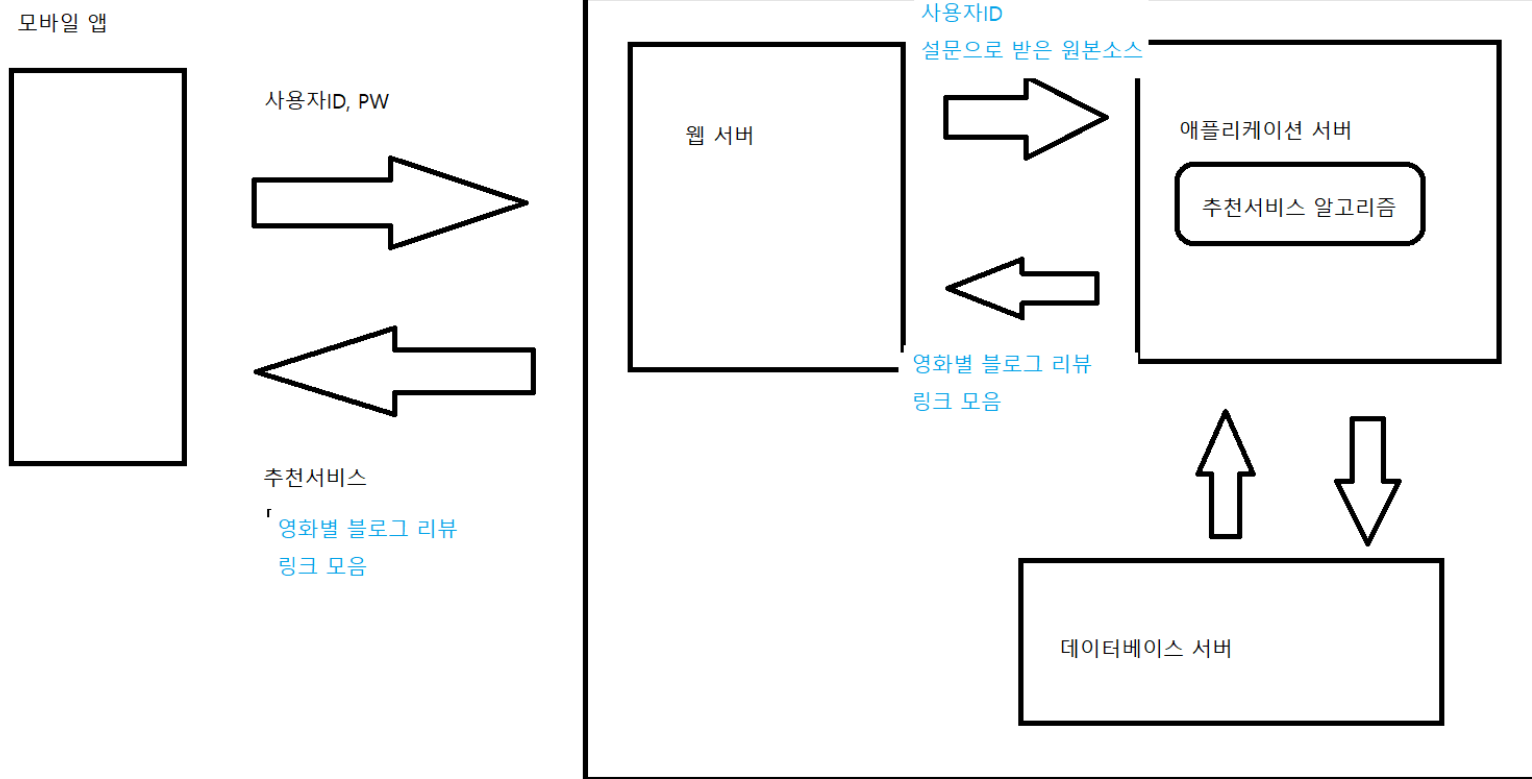 모바일 앱
사용자ID, PW
추천서비스
영화별 블로그 리뷰
링크 모음
웹 서버
사용자ID
설문으로 받은 원본소스
영화별 블로그 리뷰
링크 모음
애플리케이션 서버
추천서비스 알고리즘
데이터베이스 서버